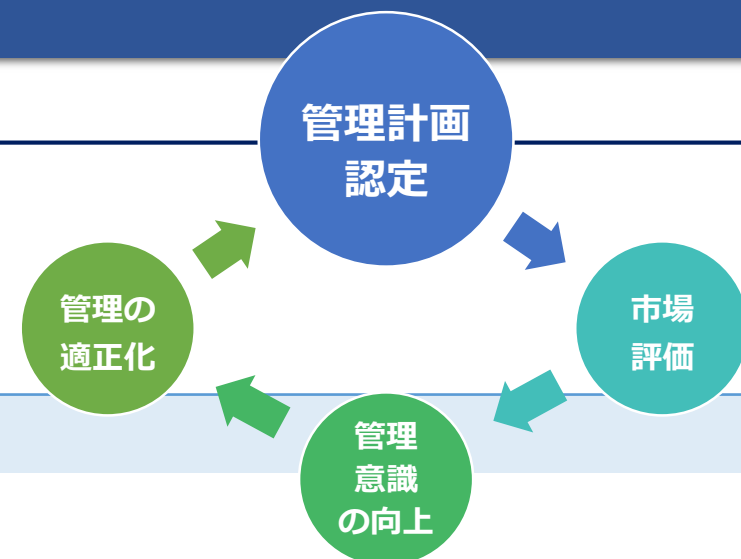 管理計画
認定
管理の
適正化
市場
評価
管理
意識
の向上